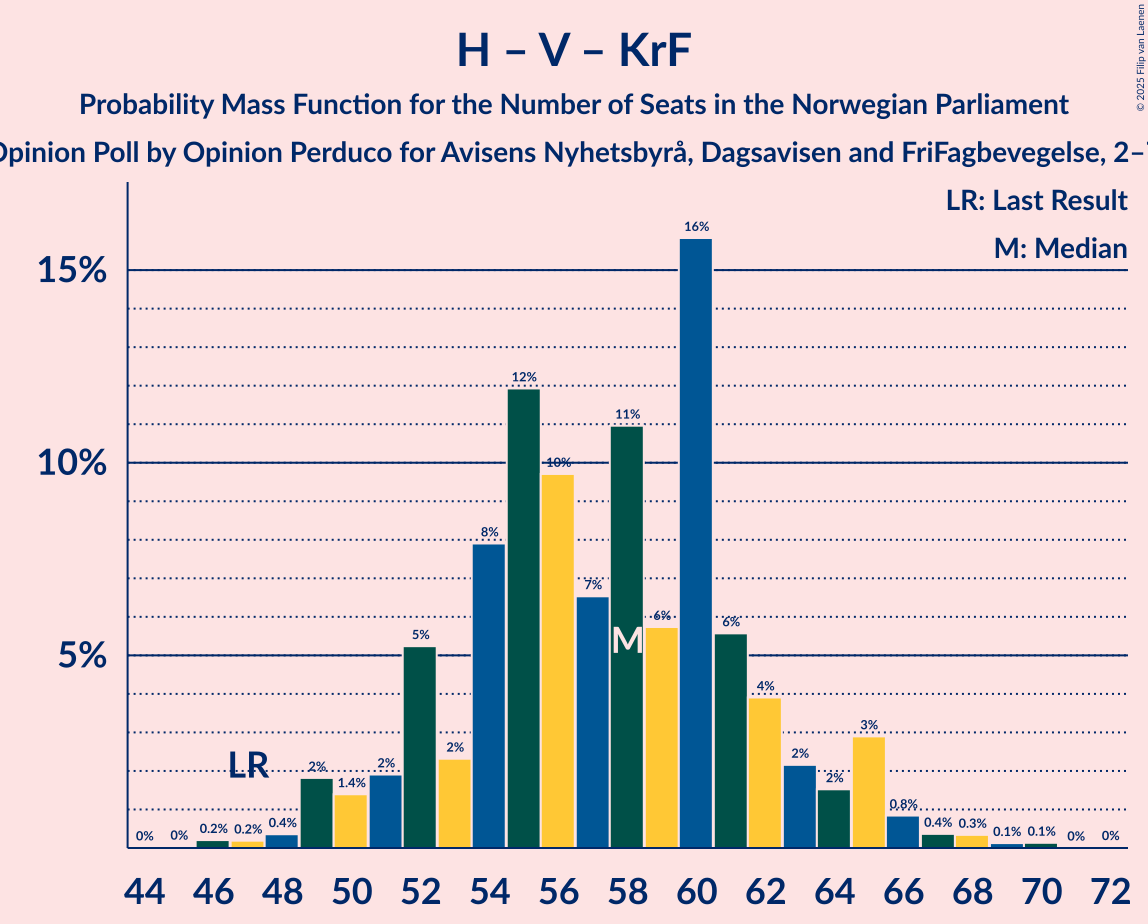 © 2025 Filip van Laenen
H – V – KrF
Probability Mass Function for the Number of Seats in the Norwegian Parliament
Opinion Poll by Opinion Perduco for Avisens Nyhetsbyrå, Dagsavisen and FriFagbevegelse, 2–
LR: Last Result
M: Median
15%
10%
5%
0% 0% 0.2% 0.2% 0.4% 2% 1.4% 2% 5% 2% 8% 12% 10% 7% 11% 6% 16% 6% 4% 2% 2% 3% 0.8% 0.4% 0.3% 0.1% 0.1% 0% 0%
LR
M
44 46 48 50 52 54 56 58 60 62 64 66 68 70 72